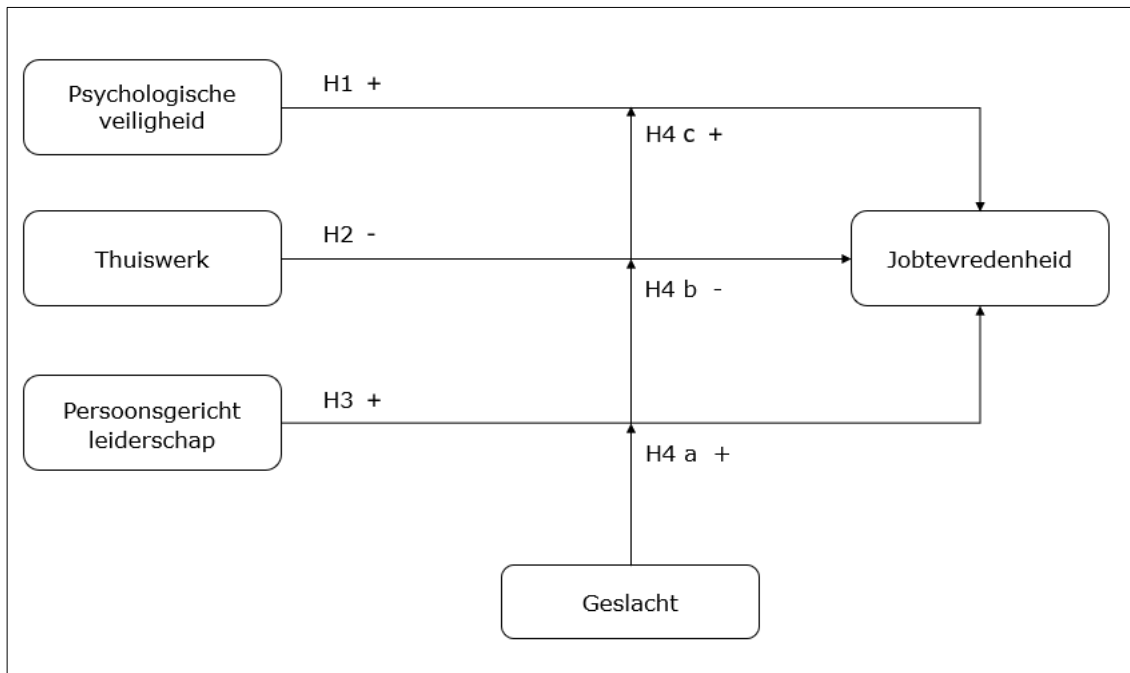 Psychologische
veiligheid
H1 +
H4 c +
Thuiswerk
H2 -
Jobtevredenheid
H4 b -
Persoonsgericht
leiderschap
H3 +
H4 a +
Geslacht